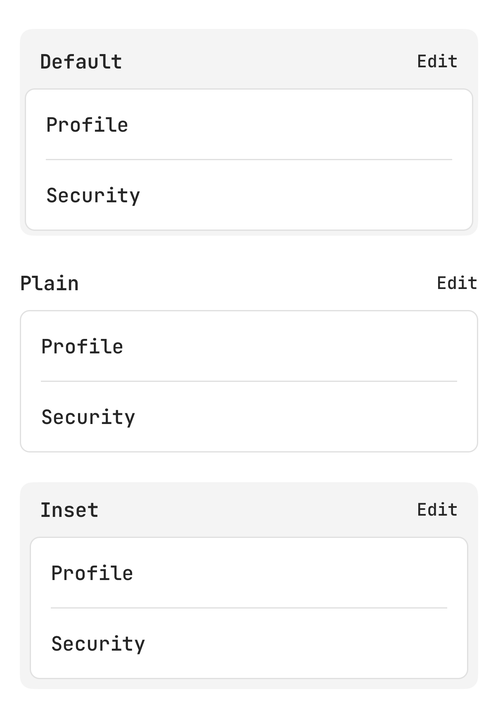 Default Edit
Profile
Security
Plain Edit
Profile
Security
Inset Edit
Profile
Security